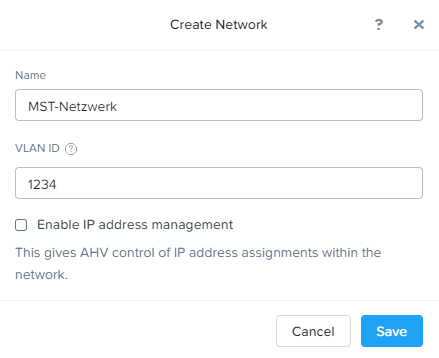 Create Network ? ×
Name
MST-Netzwerk
VLAN ID ?
1234
Enable IP address management
This gives AHV control of IP address assignments within the
network.
Cancel Save